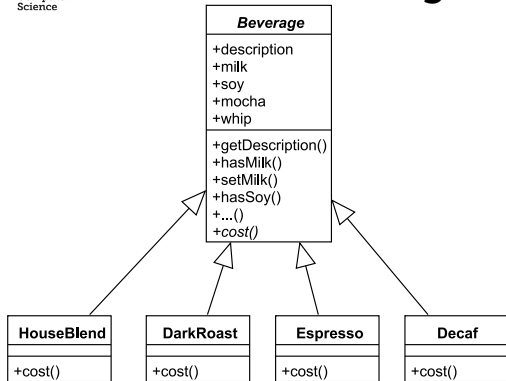 Science
g
Beverage
+description
+milk
+soy
+mocha
+whip
+getDescription()
+hasMilk()
+setMilk()
+hasSoy()
+...()
+cost()
HouseBlend
DarkRoast
Espresso
Decaf
+cost()
+cost()
+cost()
+cost()